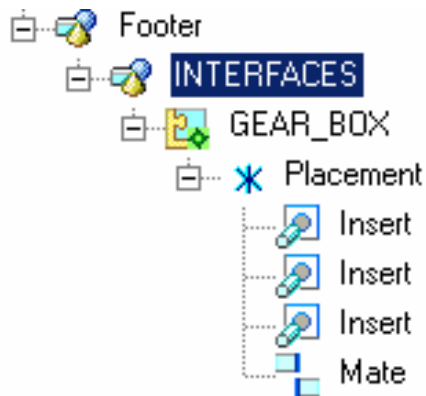 Footer
INTERFACES
GEAR_BOX
Placement
Insert
Insert
Insert
Mate